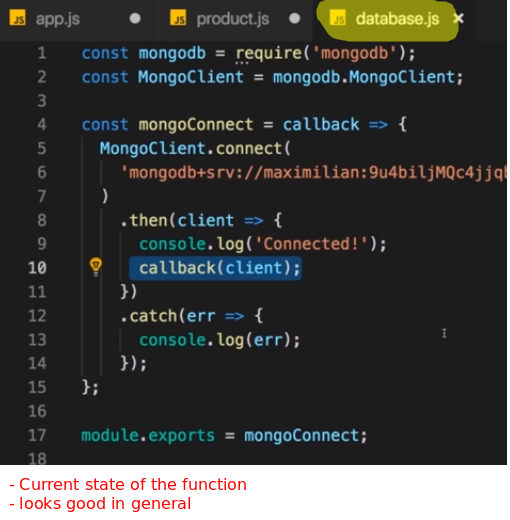 JS app.js ● JS product.js ● JS database.js ×
1 const mongodb = require('mongodb');
2 const MongoClient = mongodb.MongoClient;
3
4 const mongoConnect = callback => {
5 MongoClient.connect(
6 'mongodb+srv://maximilian:9u4biljMQc4jjqb
7 )
8 .then(client => {
9 console.log('Connected!');
10 callback(client);
11 })
12 .catch(err => {
13 console.log(err);
14 });
15 };
16
17 module.exports = mongoConnect;
18
- Current state of the function
- looks good in general